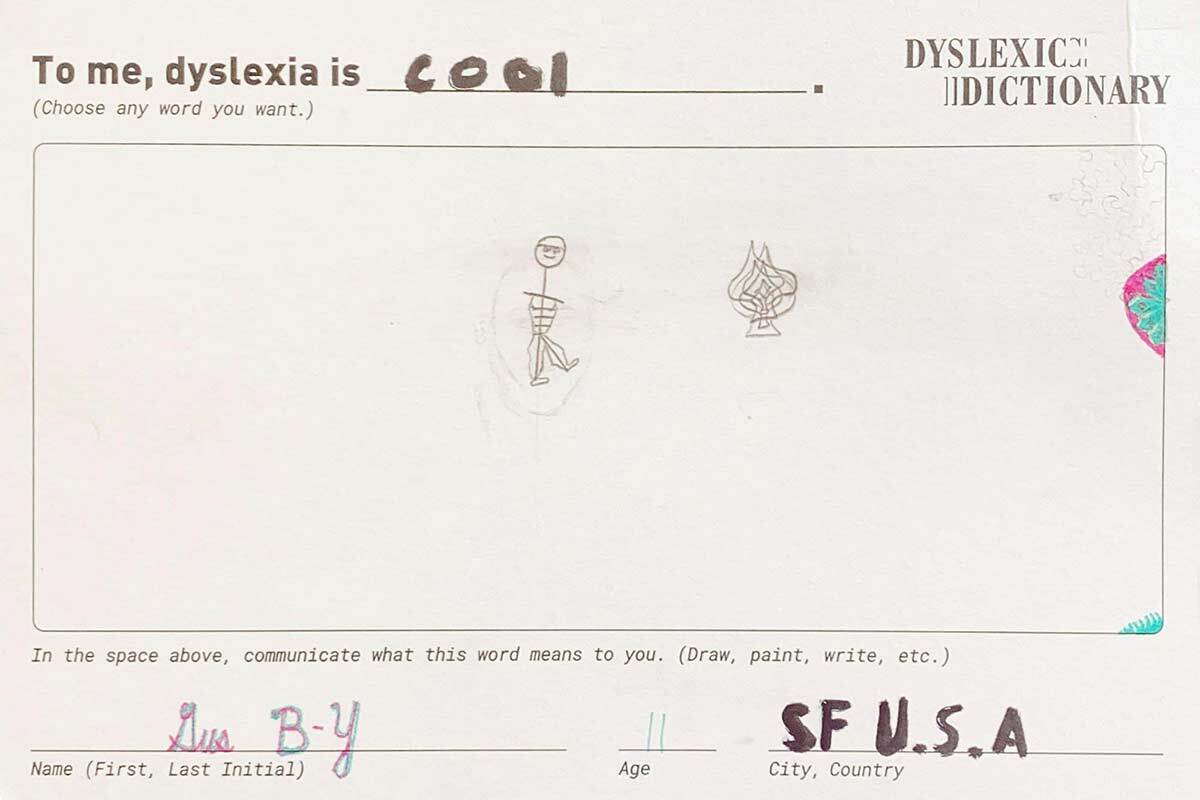 To me, dyslexia is cool.
(Choose any word you want.)
DYSLEXIC
DICTIONARY
In the space above, communicate what this word means to you. (Draw, paint, write, etc.)
Gus B-Y
11
SF U.S.A
Name (First, Last Initial)
Age
City, Country